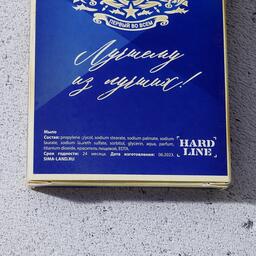 ПЕРВЫЙ ВО ВСЕМ
Лучшему
из лучших!
Мыло
Состав: propylene glycol, sodium stearate, sodium palmate, sodium
laurate, sodium laureth sulfate, sorbitol, glycerin, aqua, parfum,
titanium dioxide, краситель пищевой, EDTA.
Срок годности: 24 месяца. Дата изготовления: 06.2023.
SIMA-LAND.RU
HARD
LINE